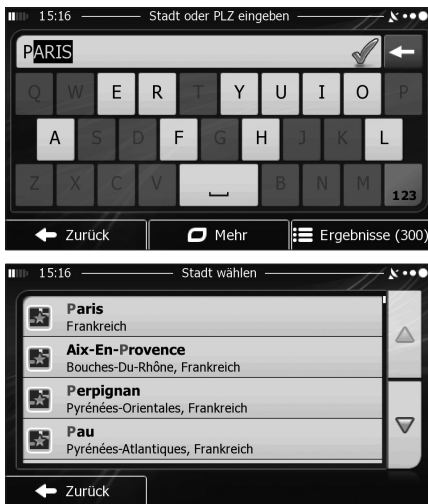 15:16 Stadt oder PLZ eingeben
PARIS
Q W E R T Y U I O P
A S D F G H J K L
Z X C V B N M 123
Zurück Mehr Ergebnisse (300)
15:16 Stadt wählen
Paris
Frankreich
Aix-En-Provence
Bouches-Du-Rhône, Frankreich
Perpignan
Pyrénées-Orientales, Frankreich
Pau
Pyrénées-Atlantiques, Frankreich
Zurück